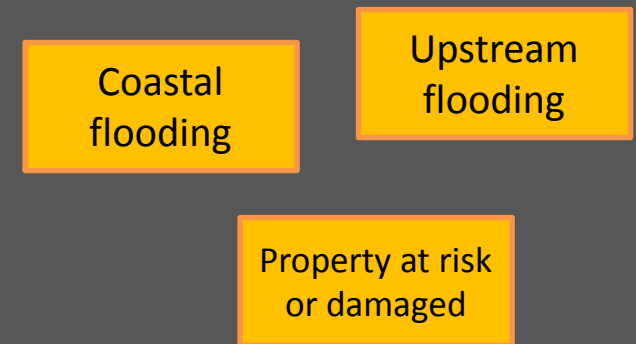 Coastal
flooding
Upstream
flooding
Property at risk
or damaged